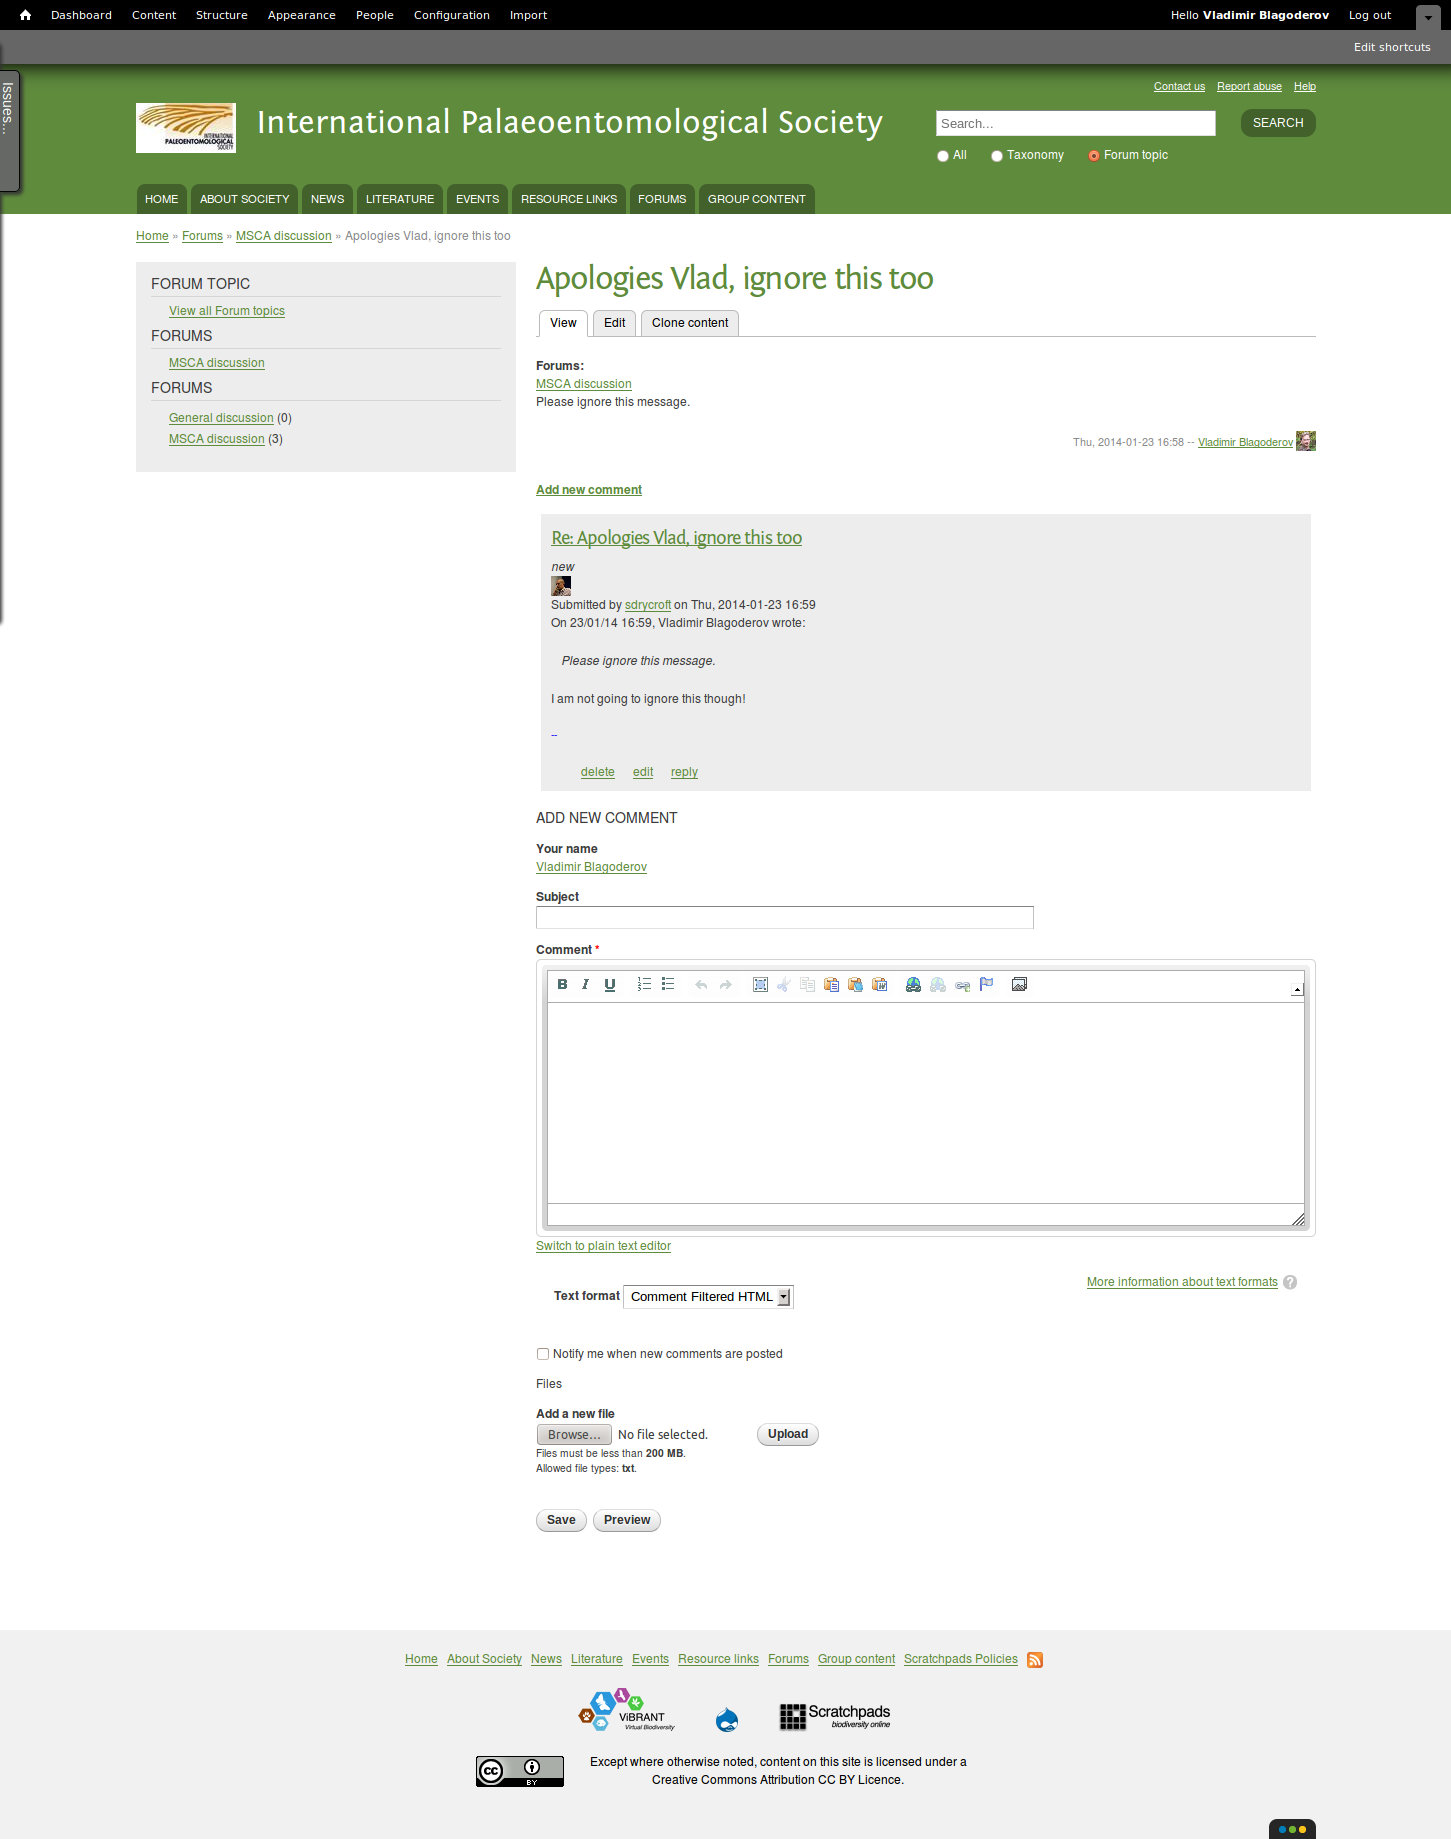 Dashboard Content Structure Appearance People Configuration Import Hello Vladimir Blagoderov Log out
Edit shortcuts
Issues...
Contact us Report abuse Help
INTERNATIONAL PALEOENTOMOLOGICAL SOCIETY
International Palaeoentomological Society
Search... SEARCH
All Taxonomy Forum topic
HOME ABOUT SOCIETY NEWS LITERATURE EVENTS RESOURCE LINKS FORUMS GROUP CONTENT
Home » Forums » MSCA discussion » Apologies Vlad, ignore this too
FORUM TOPIC
View all Forum topics
FORUMS
MSCA discussion
FORUMS
General discussion (0)
MSCA discussion (3)
Apologies Vlad, ignore this too
View Edit Clone content
Forums:
MSCA discussion
Please ignore this message.
Thu, 2014-01-23 16:58 -- Vladimir Blagoderov
Add new comment
Re: Apologies Vlad, ignore this too
new
Submitted by sdrycroft on Thu, 2014-01-23 16:59
On 23/01/14 16:59, Vladimir Blagoderov wrote:
Please ignore this message.
I am not going to ignore this though!
--
delete edit reply
ADD NEW COMMENT
Your name
Vladimir Blagoderov
Subject
Comment *
B I U
Switch to plain text editor
More information about text formats ?
Text format Comment Filtered HTML
Notify me when new comments are posted
Files
Add a new file
Browse... No file selected. Upload
Files must be less than 200 MB.
Allowed file types: txt.
Save Preview
Home About Society News Literature Events Resource links Forums Group content Scratchpads Policies
ViBRANT
Virtual Biodiversity
Scratchpads
biodiversity online
cc BY
Except where otherwise noted, content on this site is licensed under a
Creative Commons Attribution CC BY Licence.